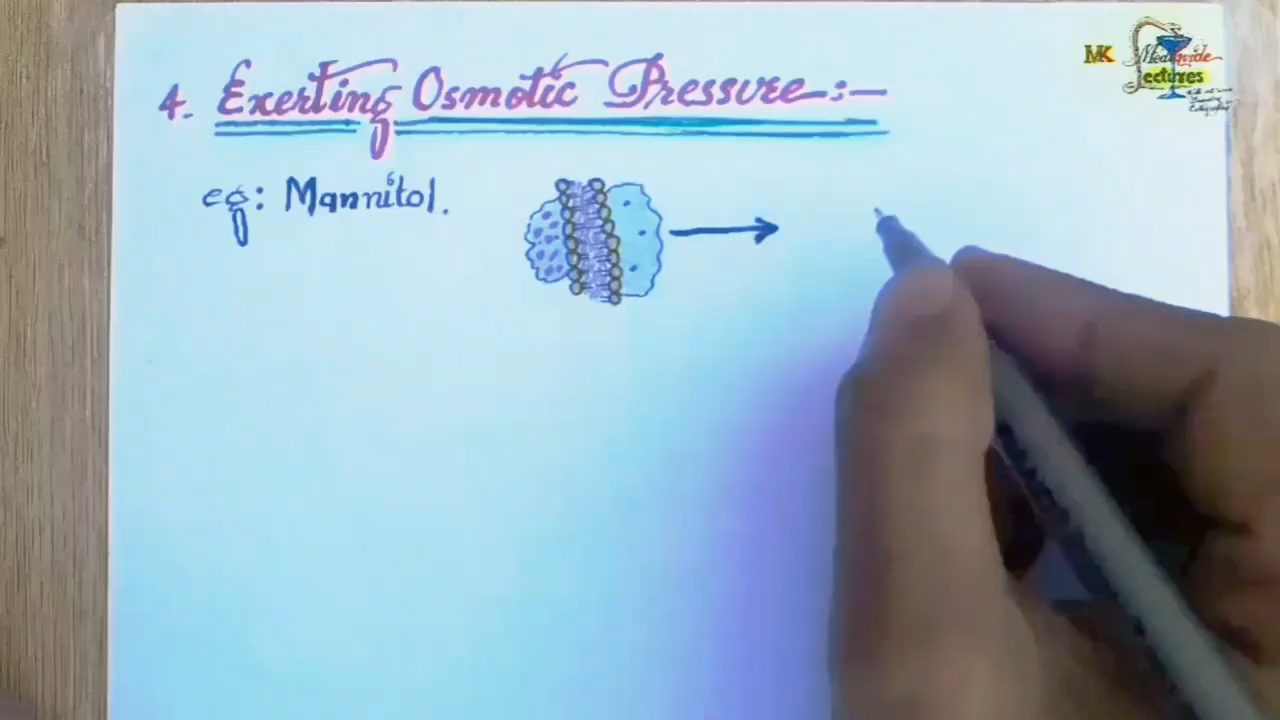 4. Exerting Osmotic Pressure:-
eg: Mannitol.
MK
Lectures